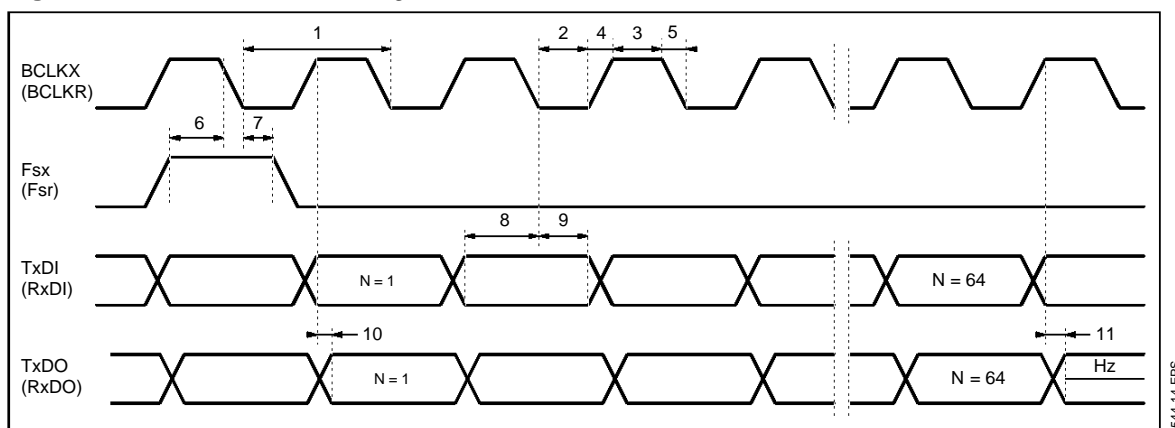 1
2
4
3
5
BCLKX
(BCLKR)
6
7
Fsx
(Fsr)
8
9
TxDI
(RxDI)
N = 1
N = 64
10
11
TxDO
(RxDO)
N = 1
N = 64
Hz